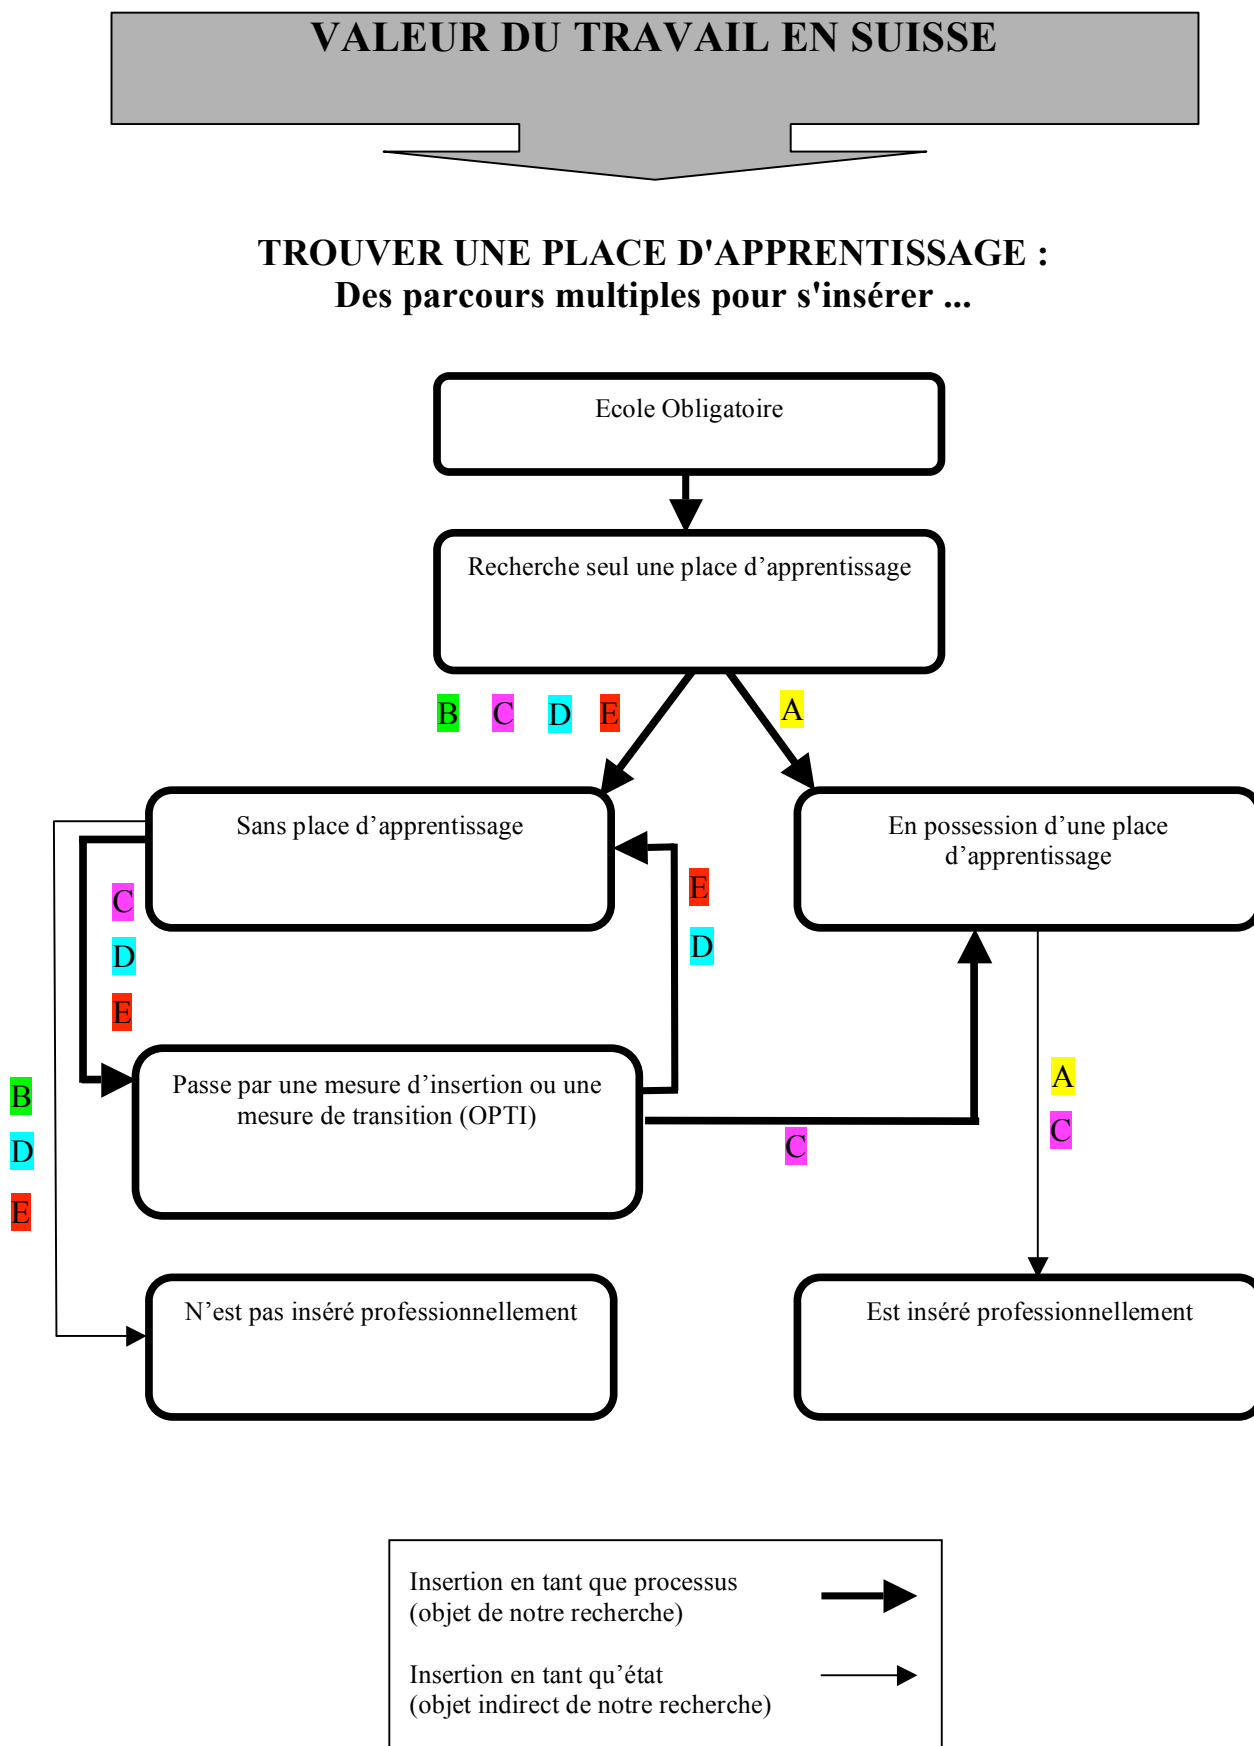 VALEUR DU TRAVAIL EN SUISSE
TROUVER UNE PLACE D'APPRENTISSAGE :
Des parcours multiples pour s'insérer ...
Ecole Obligatoire
Recherche seul une place d’apprentissage
B C D E A
Sans place d’apprentissage
En possession d’une place
d’apprentissage
C
D
E
E
D
Passe par une mesure d’insertion ou une
mesure de transition (OPTI)
C
A
C
B
D
E
N’est pas inséré professionnellement
Est inséré professionnellement
Insertion en tant que processus
(objet de notre recherche)
Insertion en tant qu’état
(objet indirect de notre recherche)